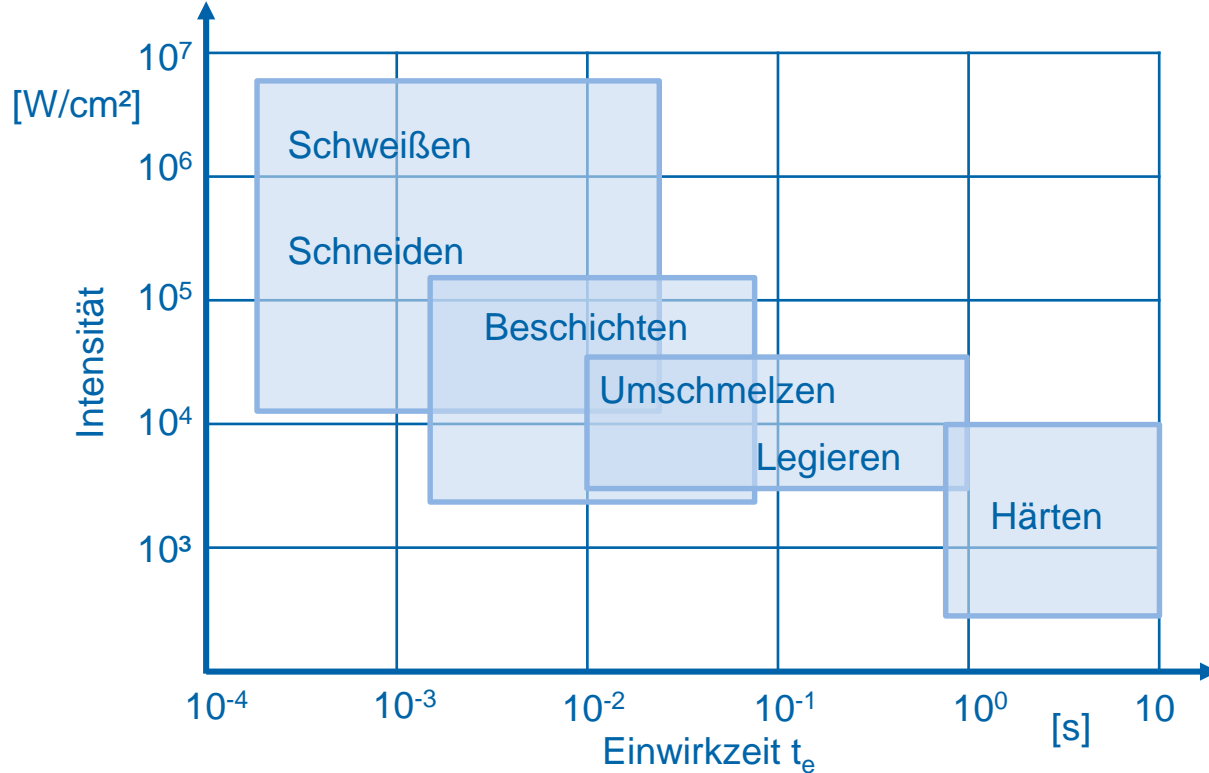 10⁷
[W/cm²]
Schweißen
10⁶
Schneiden
10⁵
Beschichten
Intensität
Umschmelzen
10⁴
Legieren
Härten
10³
10⁻⁴ 10⁻³ 10⁻² 10⁻¹ 10⁰ [s] 10
Einwirkzeit tₑ